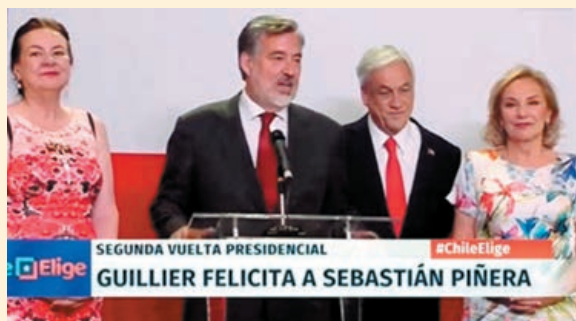 SEGUNDA VUELTA PRESIDENCIAL
#ChileElige
e Elige
GUILLIER FELICITA A SEBASTIÁN PIÑERA